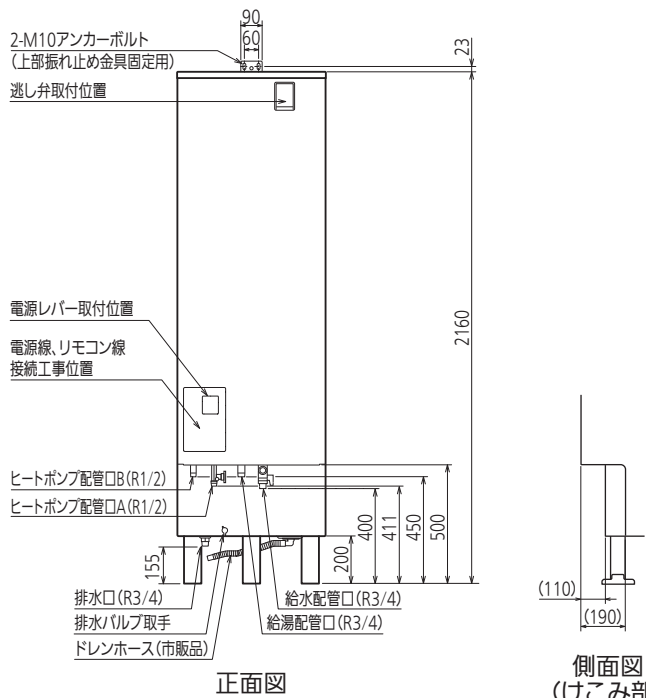 90
60
23
2-M10アンカーボルト
(上部振れ止め金具固定用)
逃し弁取付位置
2160
電源レバー取付位置
電源線、リモコン線
接続工事位置
ヒートポンプ配管口B(R1/2)
ヒートポンプ配管口A(R1/2)
155
200
400
411
450
500
排水口(R3/4)
給水配管口(R3/4)
排水バルブ取手
給湯配管口(R3/4)
ドレンホース(市販品)
正面図
(110)
(190)
側面図
(けこみ部